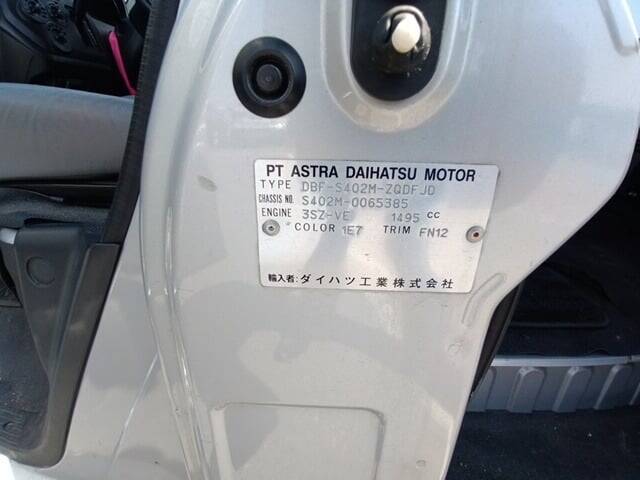 PT ASTRA DAIHATSU MOTOR
TYPE DBF-S402M-ZQDFJD
CHASSIS NO. S402M-0065385
ENGINE 3SZ-VE 1495 CC
COLOR 1E7 TRIM FN12
輸入者:ダイハツ工業株式会社